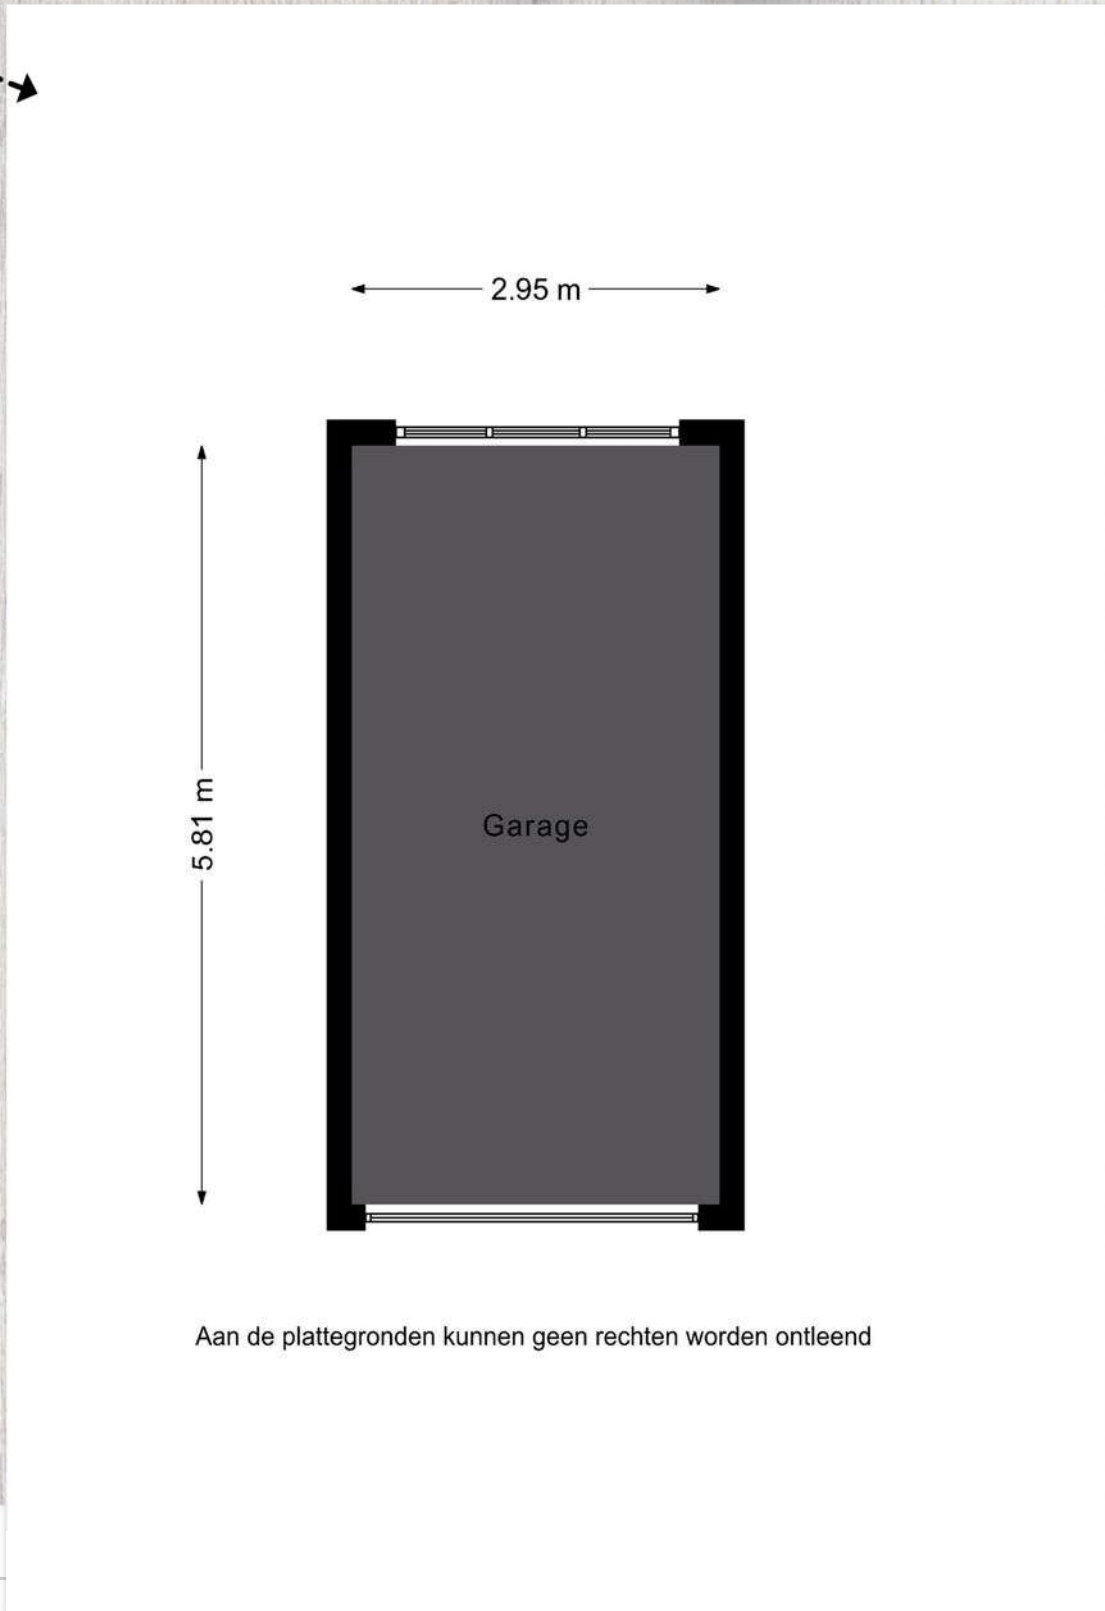 2.95 m
5.81 m
Garage
Aan de plattegronden kunnen geen rechten worden ontleend